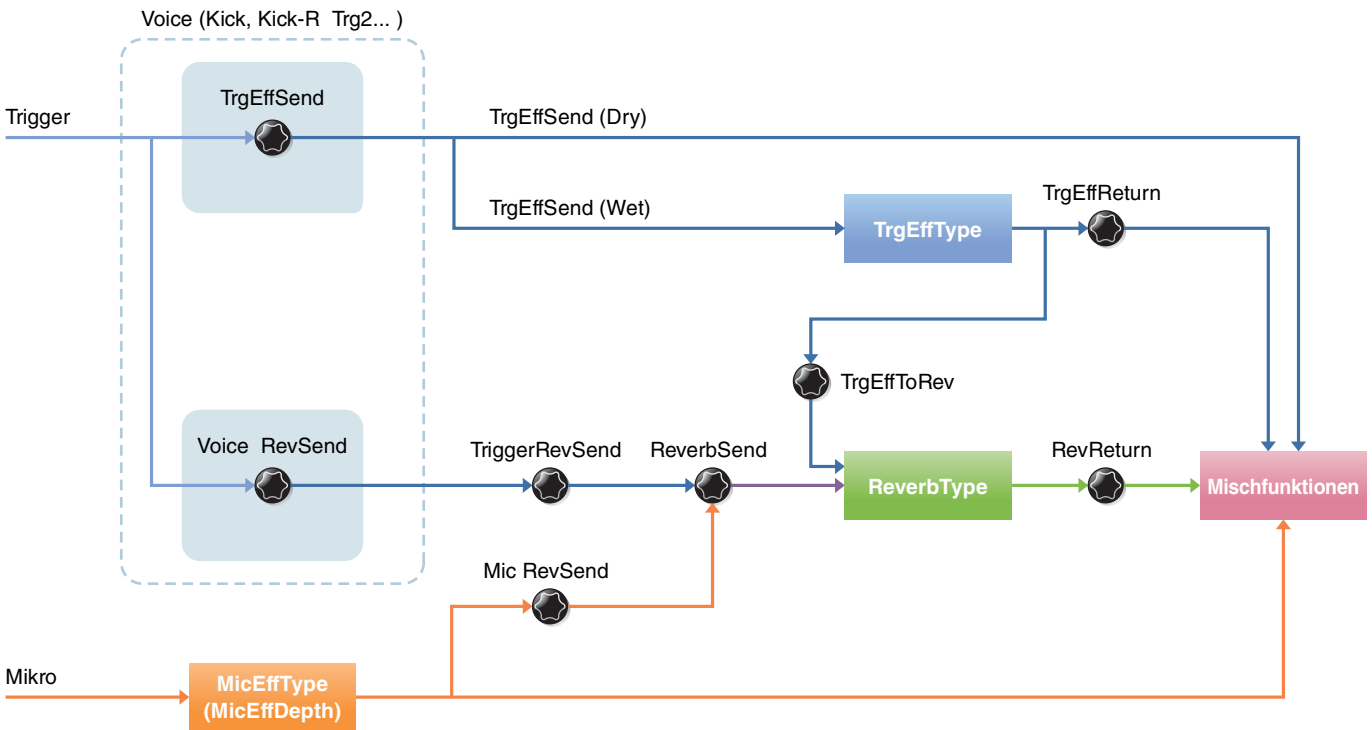 Voice (Kick, Kick-R Trg2... )
Trigger
TrgEffSend
TrgEffSend (Dry)
TrgEffSend (Wet)
TrgEffType
TrgEffReturn
TrgEffToRev
Voice RevSend
TriggerRevSend
ReverbSend
ReverbType
RevReturn
Mischfunktionen
Mic RevSend
Mikro
MicEffType
(MicEffDepth)